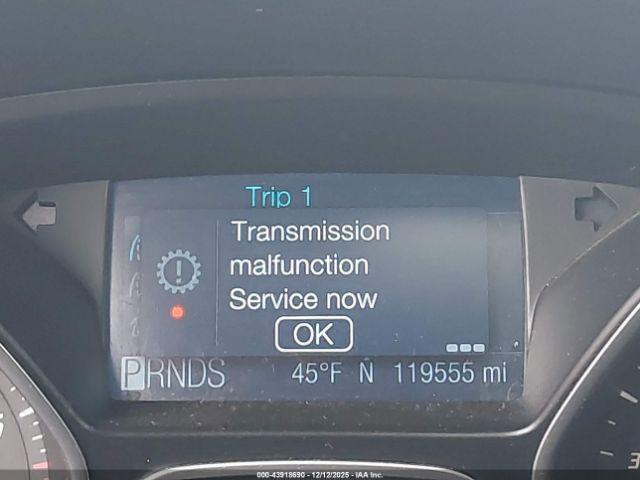 Trip 1
Transmission
malfunction
Service now
OK
PRNDS 45°F N 119555 mi
000-43918690 - 12/12/2025 - IAA Inc.